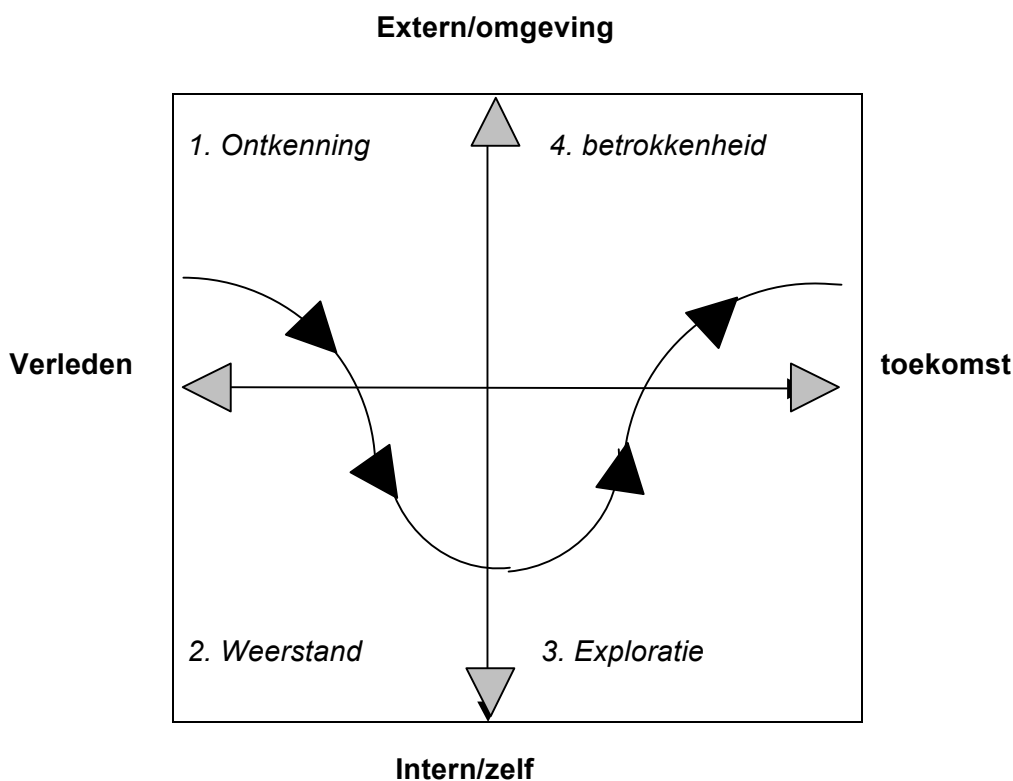 Extern/omgeving
1. Ontkenning
4. betrokkenheid
Verleden
toekomst
2. Weerstand
3. Exploratie
Intern/zelf